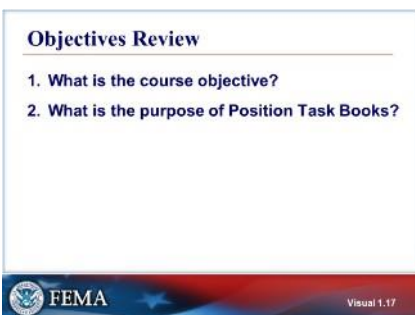 Objectives Review
1. What is the course objective?
2. What is the purpose of Position Task Books?
FEMA
Visual 1.17